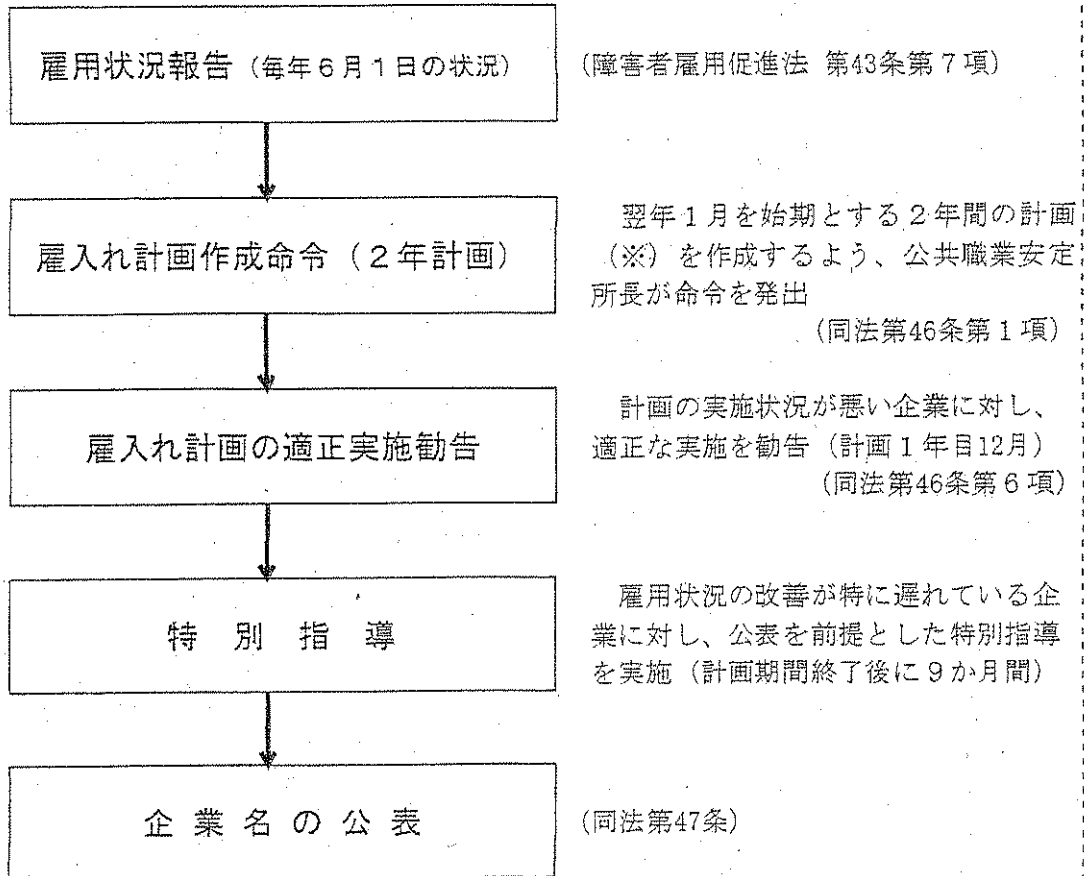 雇用状況報告（毎年６月１日の状況）
(障害者雇用促進法 第43条第７項)
雇入れ計画作成命令（２年計画）
翌年１月を始期とする２年間の計画
（※）を作成するよう、公共職業安定
所長が命令を発出
(同法第46条第１項)
雇入れ計画の適正実施勧告
計画の実施状況が悪い企業に対し、
適正な実施を勧告（計画１年目12月）
(同法第46条第６項)
特別指導
雇用状況の改善が特に遅れている企
業に対し、公表を前提とした特別指導
を実施（計画期間終了後に９か月間）
企業名の公表
(同法第47条)